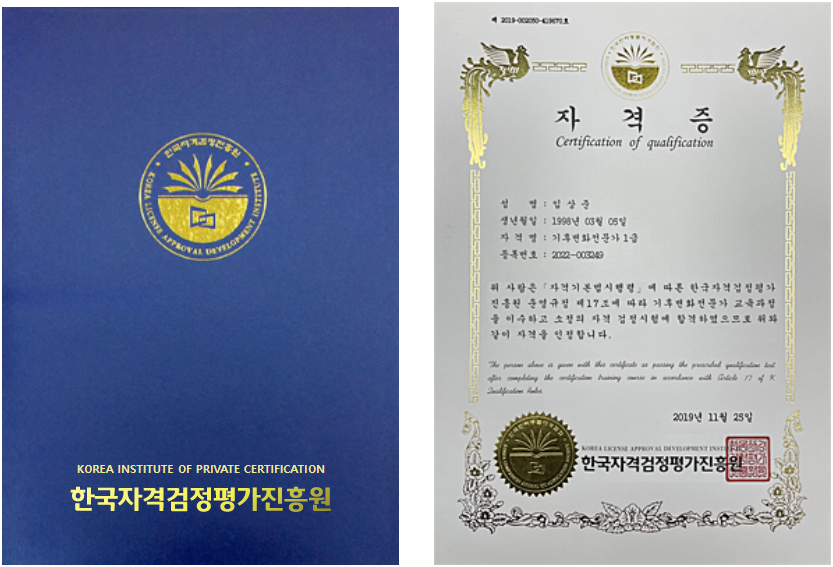 한국자격검정평가진흥원
KOREA LICENSE APPROVAL DEVELOPMENT INSTITUTE
KOREA INSTITUTE OF PRIVATE CERTIFICATION
한국자격검정평가진흥원
제 2019-002050-419670호
자 격 증
Certification of qualification
성 명 : 임상준
생년월일 : 1998년 03월 05일
자 격 명 : 기후변화전문가 1급
등록번호 : 2022-003249
위 사람은 「자격기본법시행령」에 따른 한국자격검정평가
진흥원 운영규정 제17조에 따라 기후변화전문가 교육과정
을 이수하고 소정의 자격 검정시험에 합격하였으므로 위와
같이 자격을 인정합니다.
The person above is given with this certificate as passing the prescribed qualification test
after completing the certification training course in accordance with Article 17 of K
Qualification Rules.
2019년 11월 25일
KOREA LICENSE APPROVAL DEVELOPMENT INSTI
한국자격검정평가진흥원